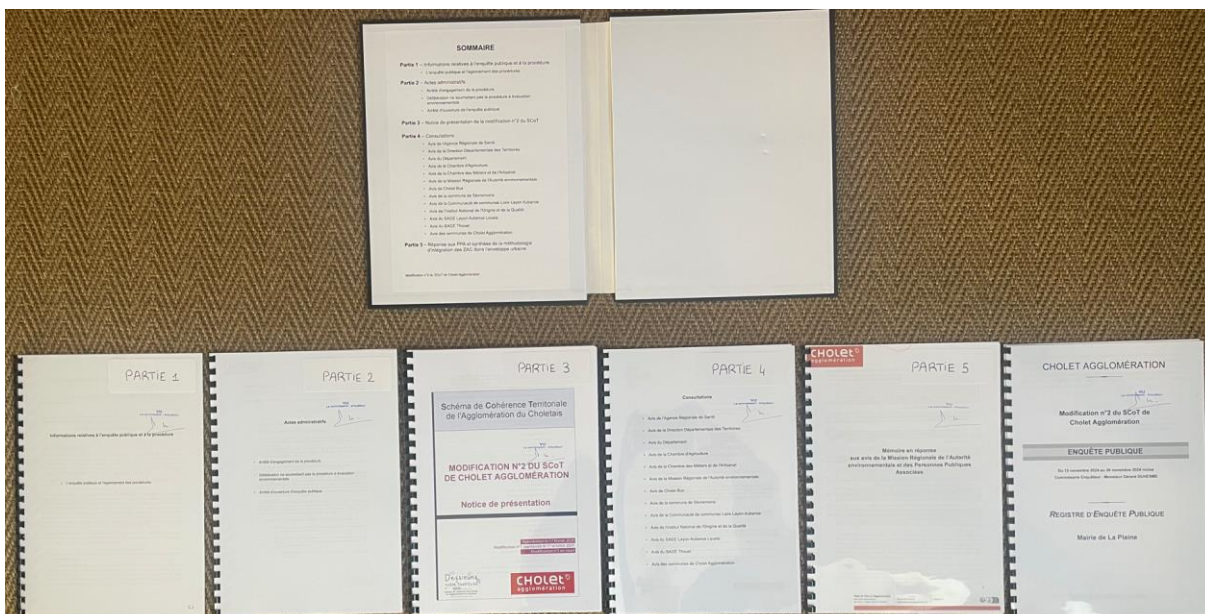 SOMMAIRE
Partie 1 – Informations relatives à l'enquête publique et à la procédure
- L'enquête publique et l'agencement des procédures
Partie 2 – Actes administratifs
- Arrêté d'engagement de la procédure
- Délibération ne soumettant pas la procédure à évaluation
environnementale
- Arrêté d'ouverture de l'enquête publique
Partie 3 – Notice de présentation de la modification n°2 du SCoT
Partie 4 – Consultations
- Avis de l'Agence Régionale de Santé
- Avis de la Direction Départementale des Territoires
- Avis du Département
- Avis de la Chambre d'Agriculture
- Avis de la Chambre des Métiers et de l'Artisanat
- Avis de la Mission Régionale de l'Autorité environnementale
- Avis de Cholet Bus
- Avis de la commune de
- Avis de la Communauté de communes Loire Layon Aubance
- Avis de l'Institut National de l'Origine et de la Qualité
- Avis du SAGE Layon Aubance Louets
- Avis du SAGE Thouet
- Avis des communes de Cholet Agglomération
Partie 5 – Réponse aux PPA et synthèse de la méthodologie
d'intégration des ZAC dans l'enveloppe urbaine
Modification n°2 du SCoT de Cholet Agglomération
PARTIE 1
Informations relatives à l'enquête publique et à la procédure
- L'enquête publique et l'agencement des procédures
PARTIE 2
Actes administratifs
- Arrêté d'engagement de la procédure
- Délibération ne soumettant pas la procédure à évaluation
environnementale
- Arrêté d'ouverture d'enquête publique
PARTIE 3
Schéma de Cohérence Territoriale
de l'Agglomération du Choletais
MODIFICATION N°2 DU SCoT
DE CHOLET AGGLOMÉRATION
Notice de présentation
CHOLET
agglomération
PARTIE 4
Consultations
- Avis de l'Agence Régionale de Santé
- Avis de la Direction Départementale des Territoires
- Avis du Département
- Avis de la Chambre d'Agriculture
- Avis de la Chambre des Métiers et de l'Artisanat
- Avis de la Mission Régionale de l'Autorité environnementale
- Avis de Cholet Bus
- Avis de la commune de
- Avis de la Communauté de communes Loire Layon Aubance
- Avis de l'Institut National de l'Origine et de la Qualité
- Avis du SAGE Layon Aubance Louets
- Avis du SAGE Thouet
- Avis des communes de Cholet Agglomération
CHOLET
agglomération
PARTIE 5
Mémoire en réponse
aux avis de la Mission Régionale de l'Autorité
environnementale et des Personnes Publiques
Associées
CHOLET AGGLOMÉRATION
Modification n°2 du SCoT de
Cholet Agglomération
ENQUÊTE PUBLIQUE
Commissaire Enquêteur : Monsieur
REGISTRE D'ENQUÊTE PUBLIQUE
Mairie de La Plaine